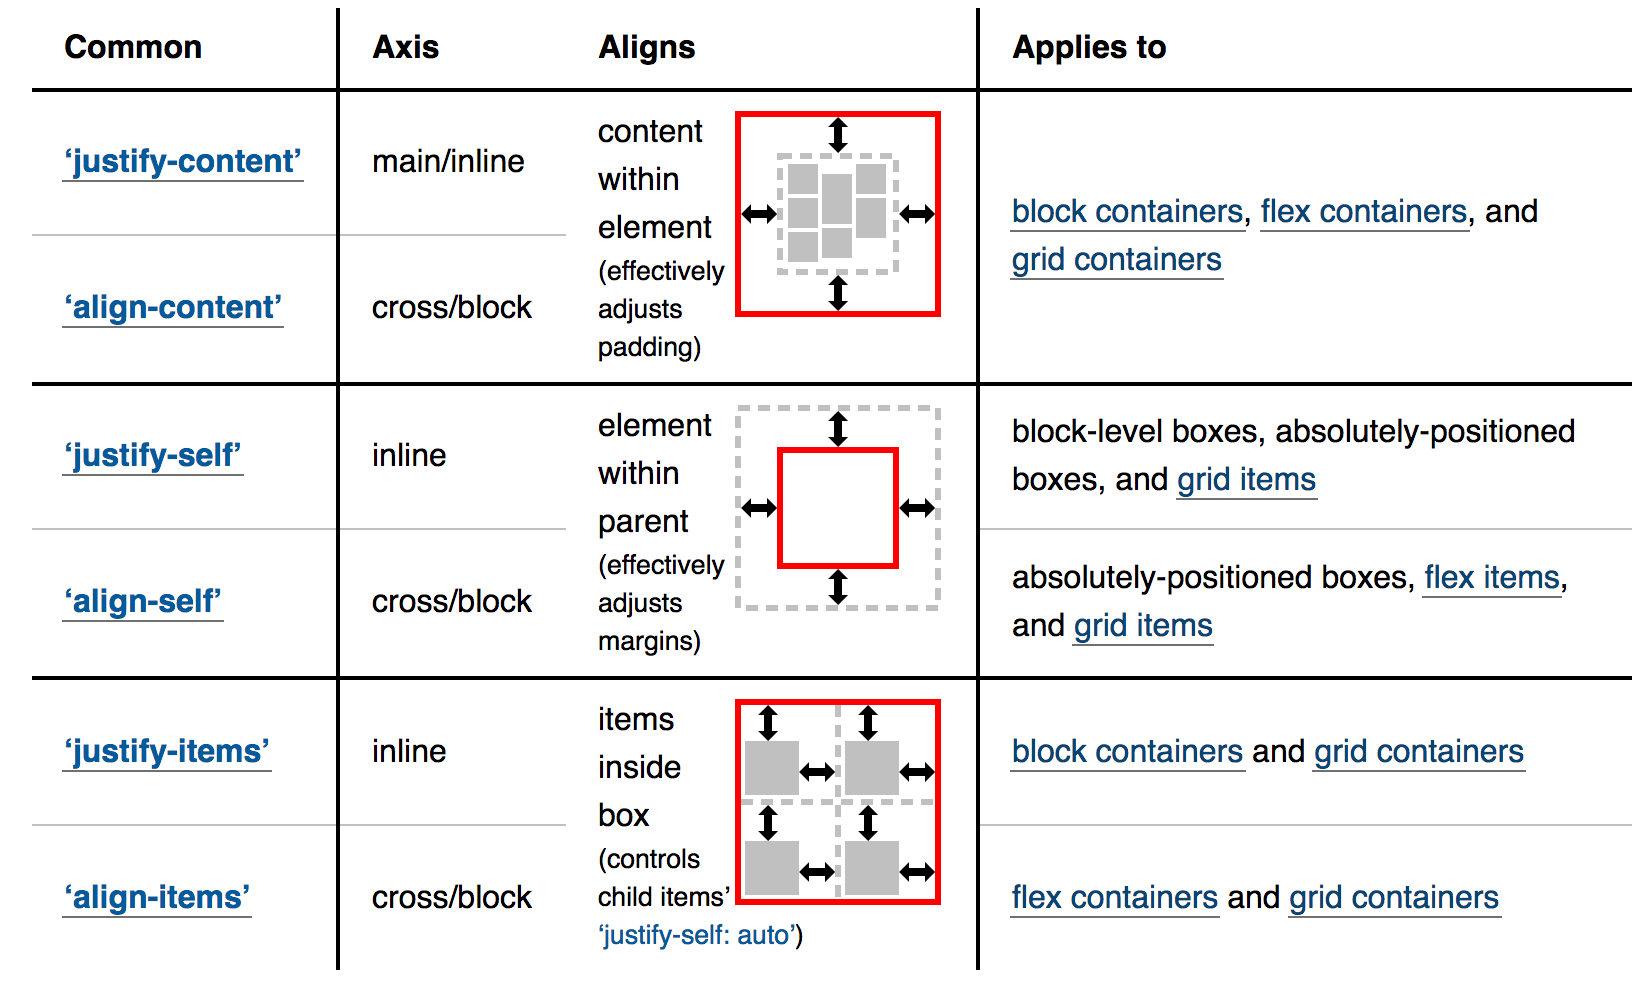 Common Axis Aligns Applies to
‘justify-content’ main/inline
content
within
element
(effectively
adjusts
padding)
block containers, flex containers, and
grid containers
‘align-content’ cross/block
‘justify-self’ inline
element
within
parent
(effectively
adjusts
margins)
block-level boxes, absolutely-positioned
boxes, and grid items
‘align-self’ cross/block
absolutely-positioned boxes, flex items,
and grid items
‘justify-items’ inline
items
inside
box
(controls
child items’
‘justify-self: auto’)
block containers and grid containers
‘align-items’ cross/block
flex containers and grid containers